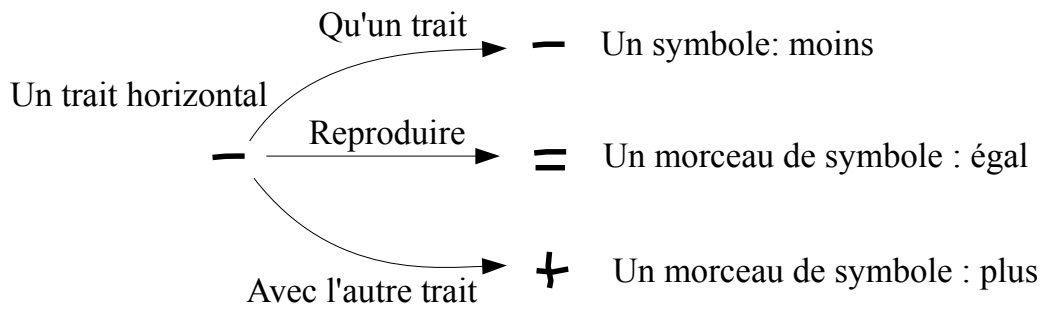 Qu'un trait
− Un symbole: moins
Un trait horizontal
− Reproduire = Un morceau de symbole : égal
+ Un morceau de symbole : plus
Avec l'autre trait